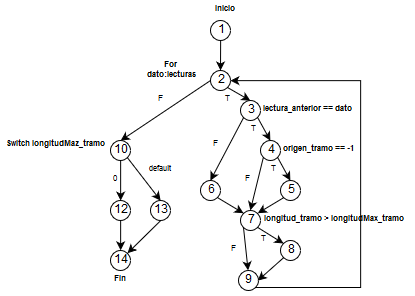 Inicio
1
For
dato:lecturas
2
F
T
3
lectura_anterior == dato
F
T
Switch longitudMaz_tramo
10
4
origen_tramo == -1
0
default
F
T
6
5
12
13
7
longitud_tramo > longitudMax_tramo
F
T
8
14
Fin
9